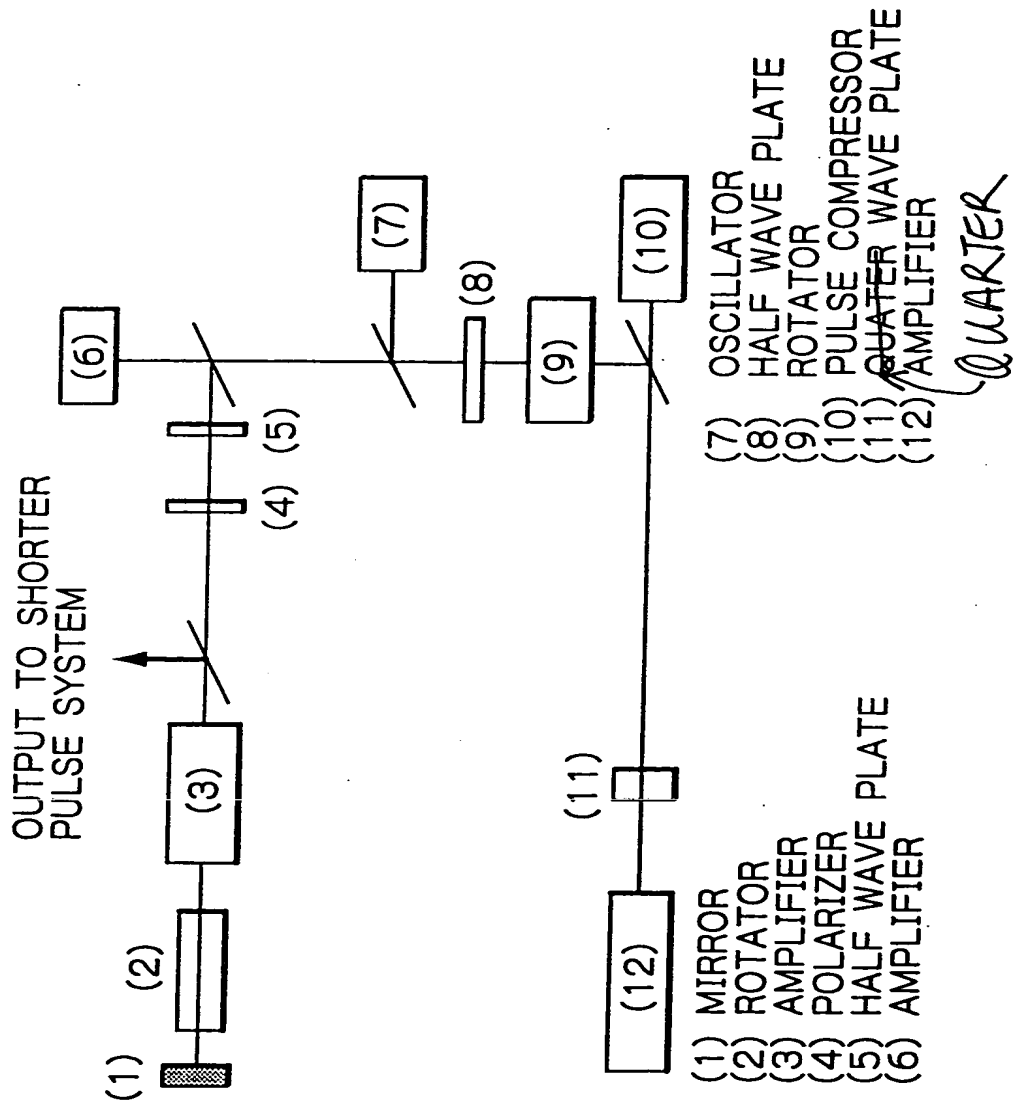 OUTPUT TO SHORTER
PULSE SYSTEM
(1)
(2)
(3)
(4)
(5)
(6)
(7)
(8)
(9)
(10)
(11)
(12)
(1) MIRROR
(2) ROTATOR
(3) AMPLIFIER
(4) POLARIZER
(5) HALF WAVE PLATE
(6) AMPLIFIER
(7) OSCILLATOR
(8) HALF WAVE PLATE
(9) ROTATOR
(10) PULSE COMPRESSOR
(11) QUATER WAVE PLATE
(12) AMPLIFIER
QUARTER